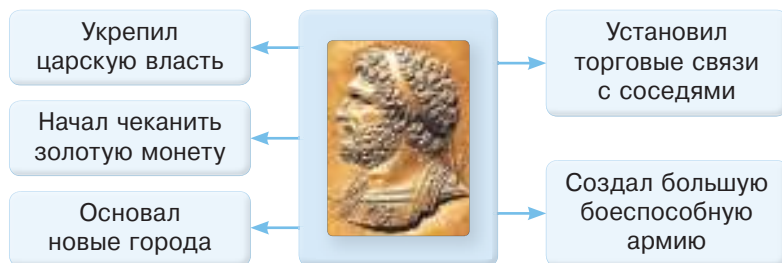 Укрепил
царскую власть
Начал чеканить
золотую монету
Основал
новые города
Установил
торговые связи
с соседями
Создал большую
боеспособную
армию